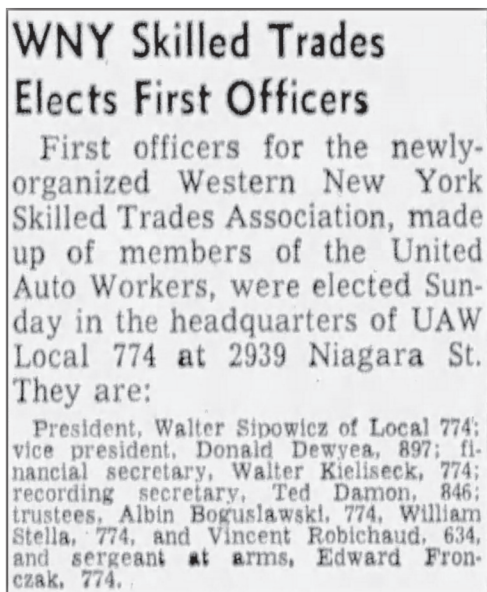 WNY Skilled Trades
Elects First Officers
First officers for the newly-
organized Western New York
Skilled Trades Association, made
up of members of the United
Auto Workers, were elected Sun-
day in the headquarters of UAW
Local 774 at 2939 Niagara St.
They are:
President, Walter Sipowicz of Local 774;
vice president, Donald Dewyea, 897; fi-
nancial secretary, Walter Kieliseck, 774;
recording secretary, Ted Damon, 846;
trustees, Albin Boguslawski, 774, William
Stella, 774, and Vincent Robichaud, 634,
and sergeant at arms, Edward Fron-
czak, 774.